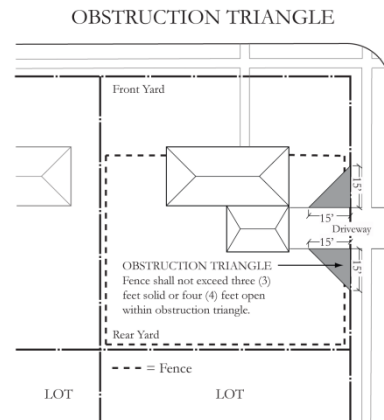 OBSTRUCTION TRIANGLE
Front Yard
15'
15'
Driveway
15'
15'
OBSTRUCTION TRIANGLE
Fence shall not exceed three (3)
feet solid or four (4) feet open
within obstruction triangle.
Rear Yard
= Fence
LOT
LOT